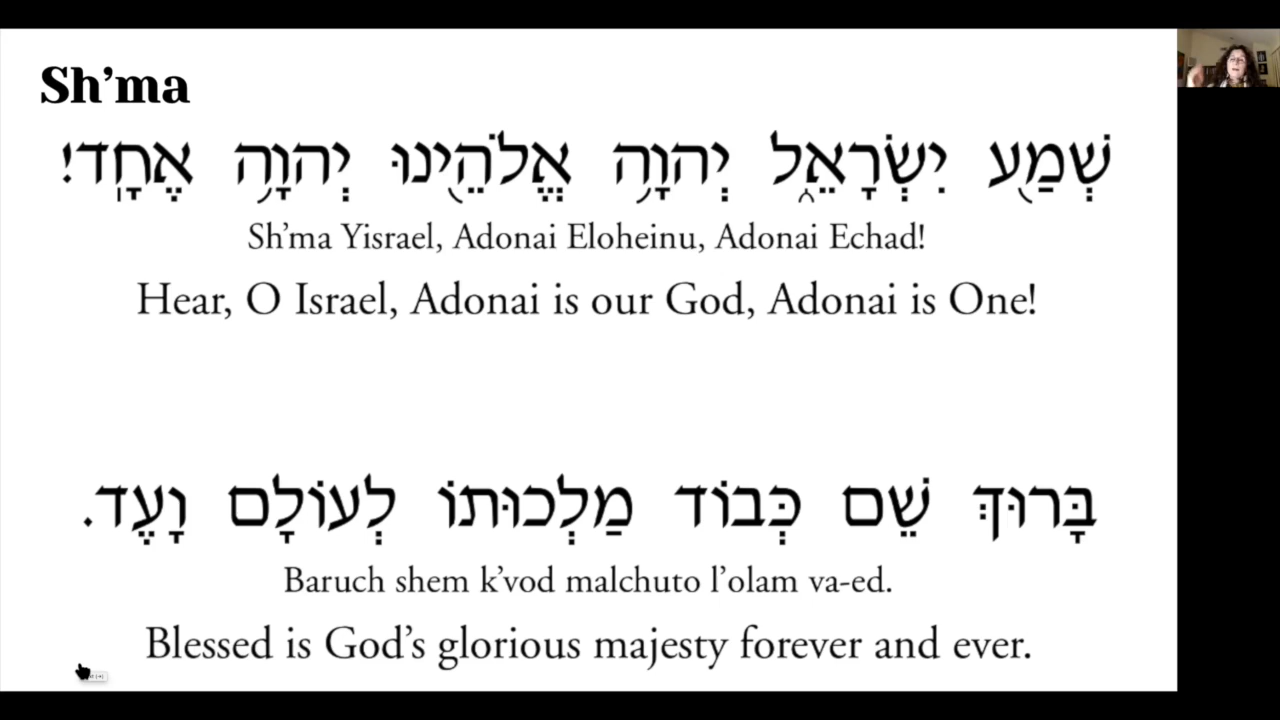 Sh’ma
שְׁמַ֖ע יִשְׂרָאֵ֑ל יְהוָ֥ה אֱלֹהֵ֖ינוּ יְהוָ֥ה אֶחָֽד!
Sh’ma Yisrael, Adonai Eloheinu, Adonai Echad!
Hear, O Israel, Adonai is our God, Adonai is One!
בָּרוּךְ שֵׁם כְּבוֹד מַלְכוּתוֹ לְעוֹלָם וָעֶד.
Baruch shem k’vod malchuto l’olam va-ed.
Blessed is God’s glorious majesty forever and ever.